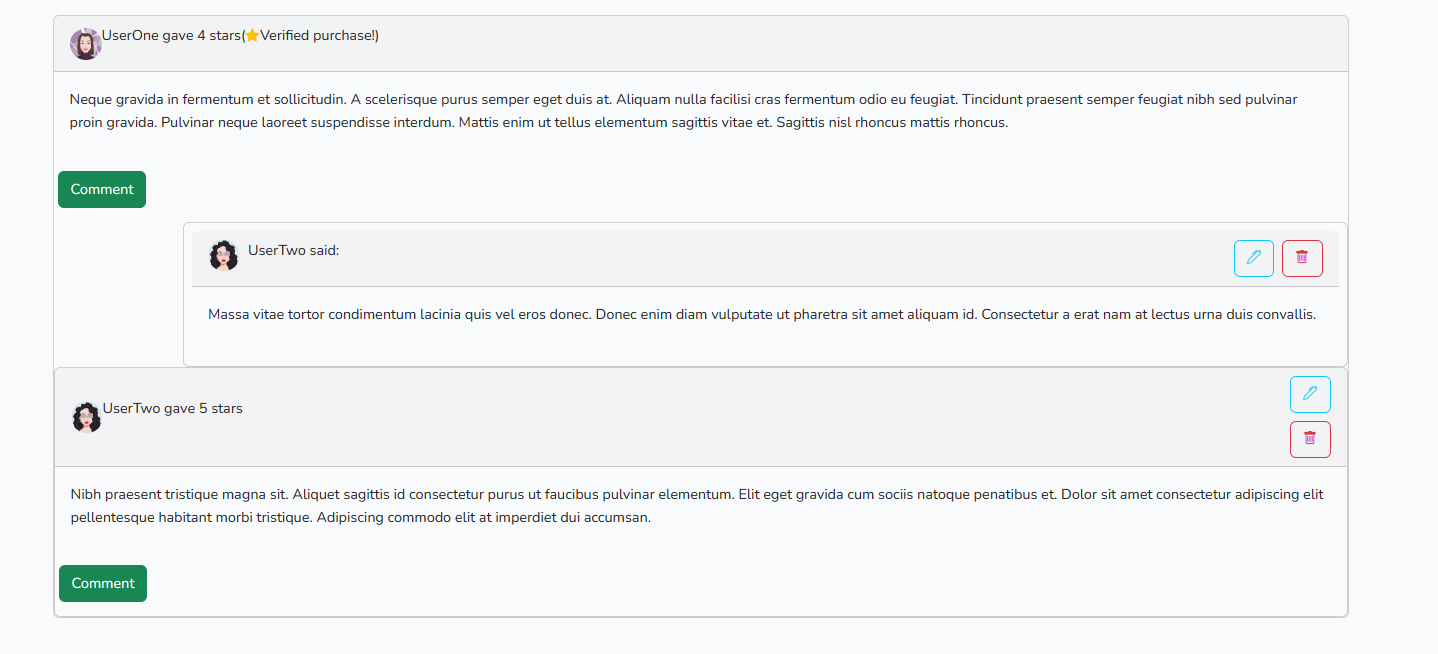 UserOne gave 4 stars(⭐Verified purchase!)
Neque gravida in fermentum et sollicitudin. A scelerisque purus semper eget duis at. Aliquam nulla facilisi cras fermentum odio eu feugiat. Tincidunt praesent semper feugiat nibh sed pulvinar
proin gravida. Pulvinar neque laoreet suspendisse interdum. Mattis enim ut tellus elementum sagittis vitae et. Sagittis nisl rhoncus mattis rhoncus.
Comment
UserTwo said:
Massa vitae tortor condimentum lacinia quis vel eros donec. Donec enim diam vulputate ut pharetra sit amet aliquam id. Consectetur a erat nam at lectus urna duis convallis.
UserTwo gave 5 stars
Nibh praesent tristique magna sit. Aliquet sagittis id consectetur purus ut faucibus pulvinar elementum. Elit eget gravida cum sociis natoque penatibus et. Dolor sit amet consectetur adipiscing elit
pellentesque habitant morbi tristique. Adipiscing commodo elit at imperdiet dui accumsan.
Comment